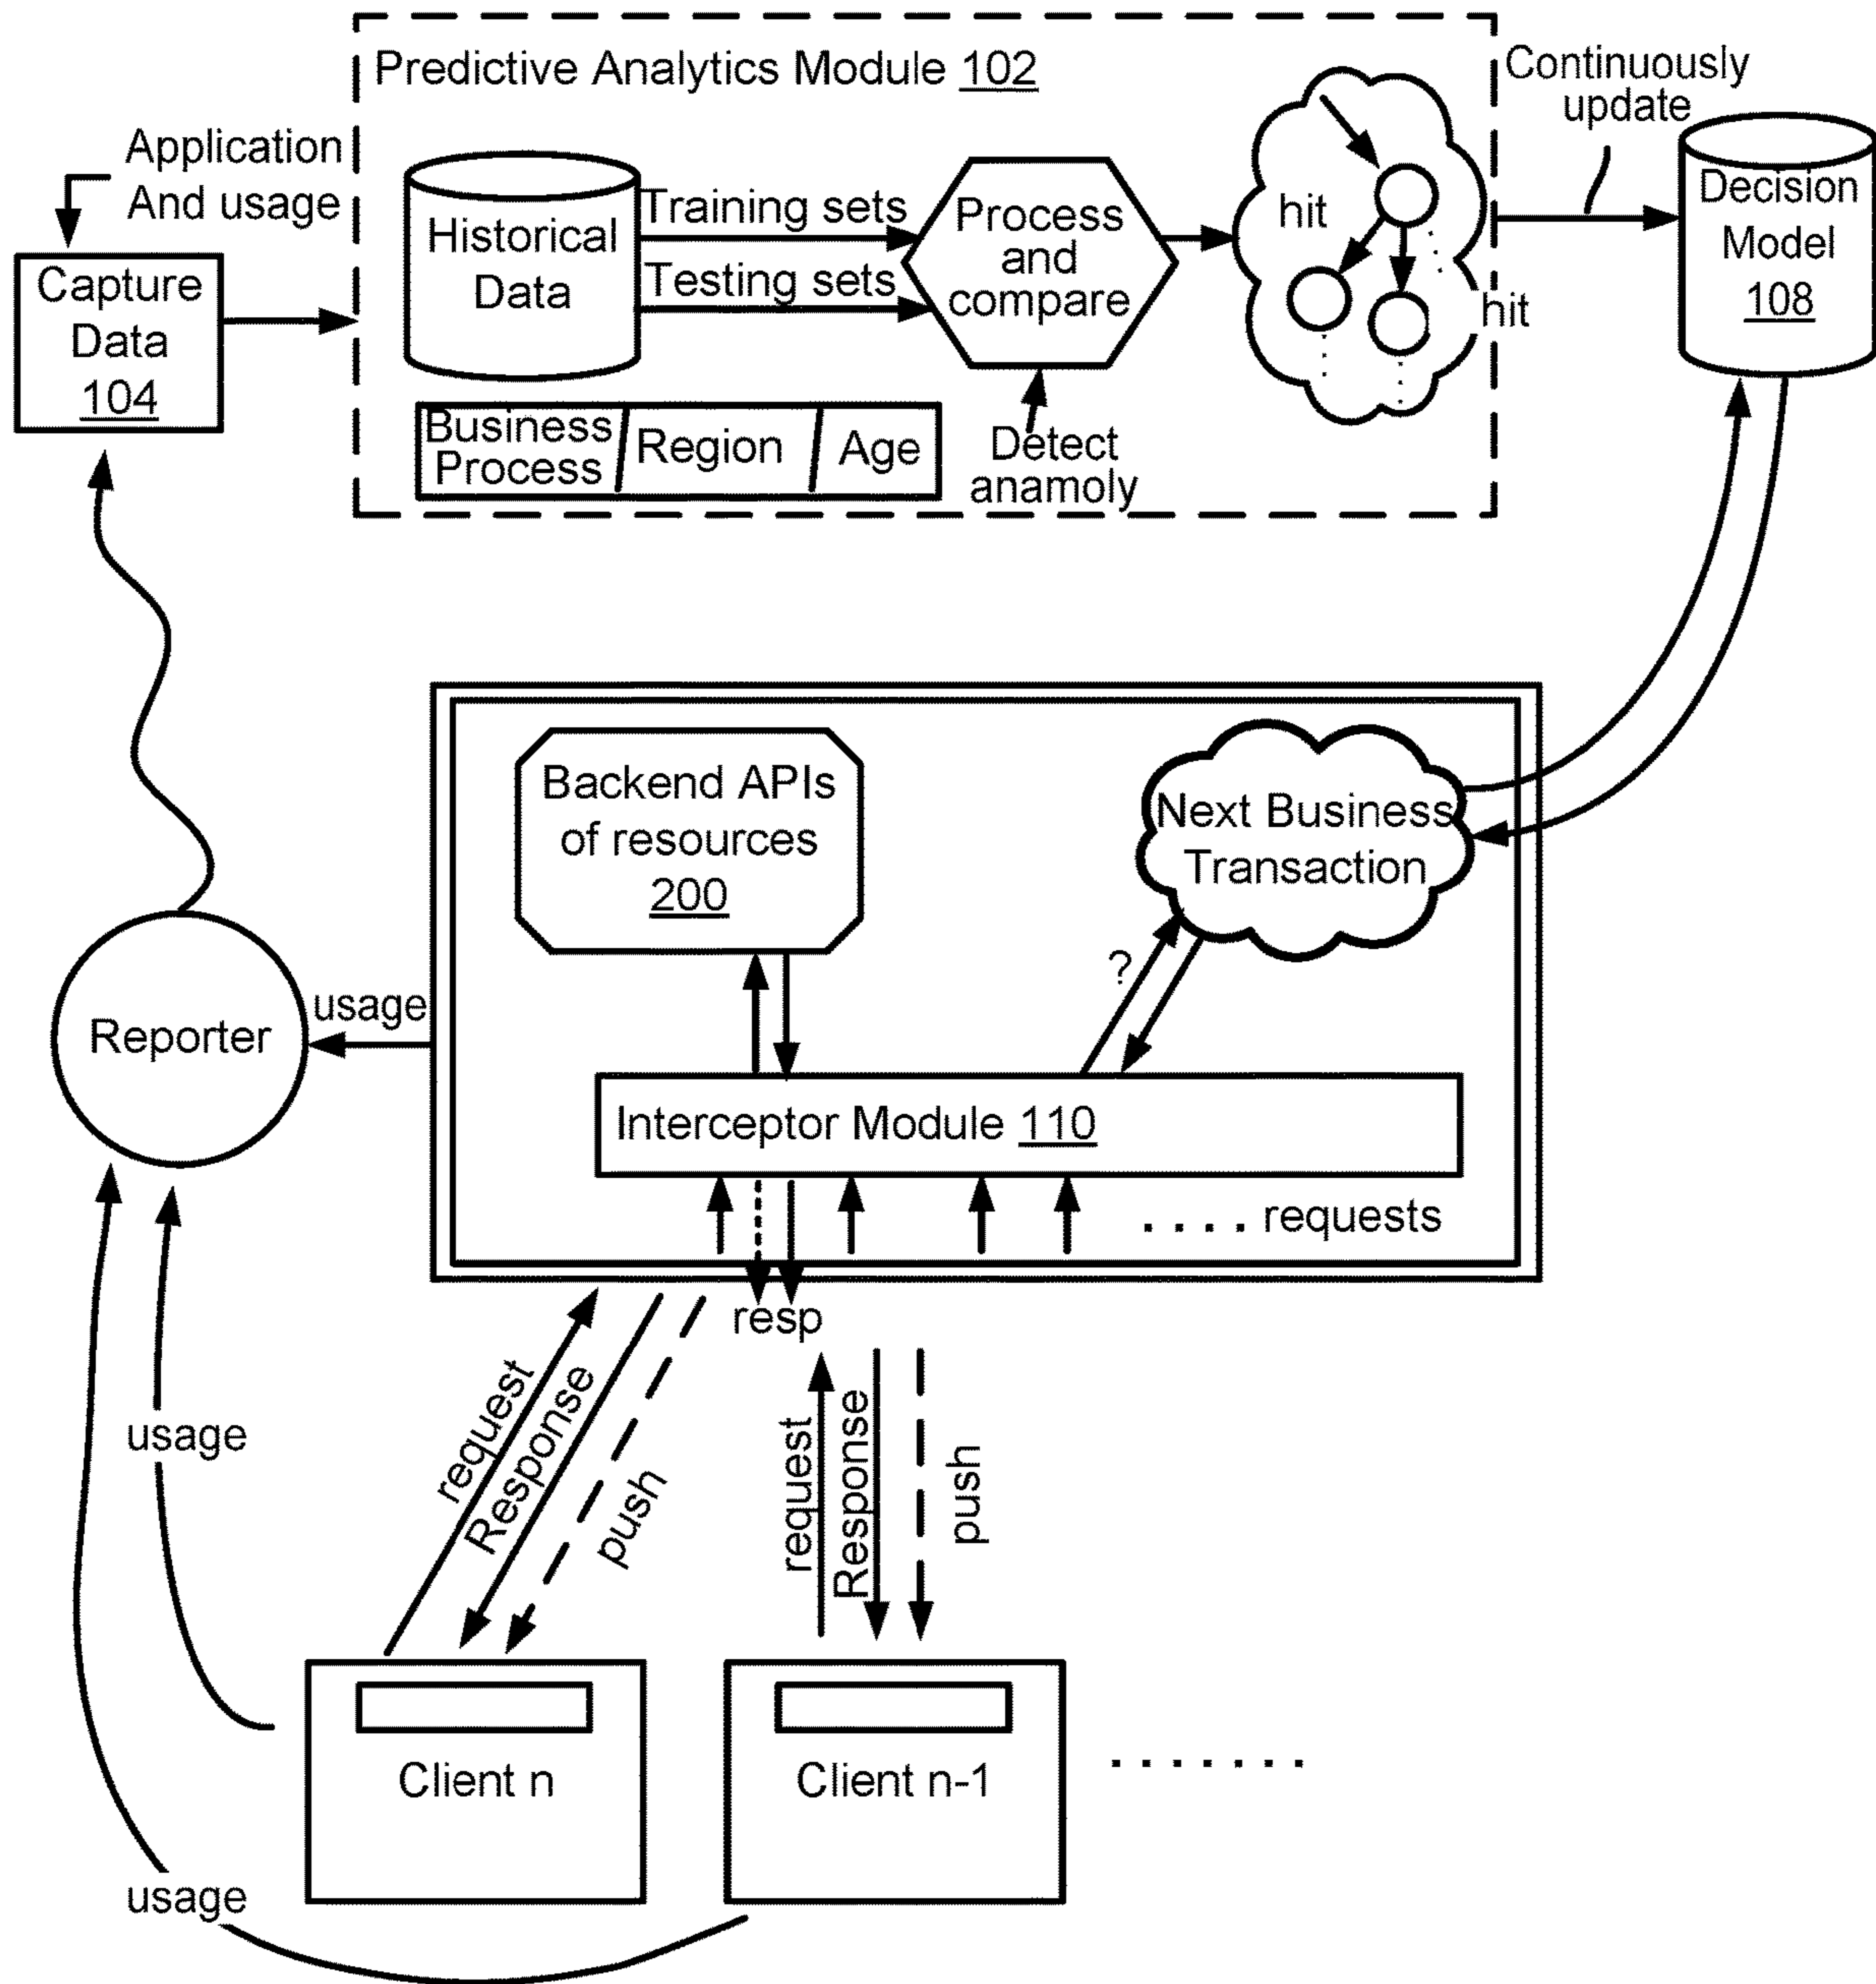 Predictive Analytics Module 102
Continuously
update
Application
And usage
Capture
Data
104
Historical
Data
Training sets
Testing sets
Process
and
compare
hit
hit
Decision
Model
108
Business
Process
Region
Age
Detect
anamoly
Backend APIs
of resources
200
Next Business
Transaction
?
usage
Reporter
Interceptor Module 110
. . . . requests
resp
request
Response
push
request
Response
push
usage
Client n
Client n-1
. . . . . . .
usage